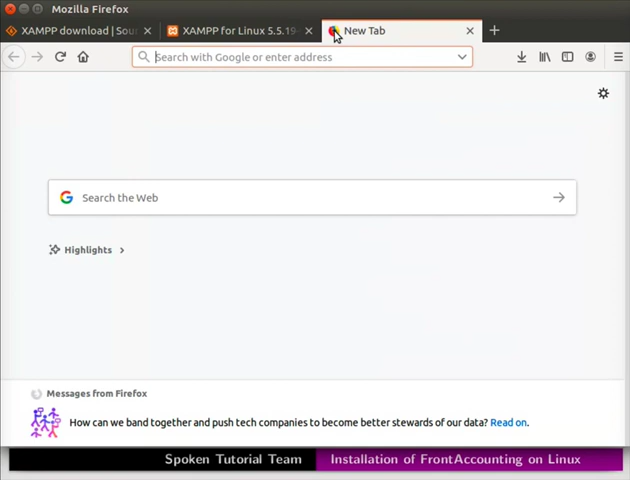 Mozilla Firefox
XAMPP download | Sou
XAMPP for Linux 5.5.19
New Tab
Search with Google or enter address
Search the Web
Highlights
Messages from Firefox
How can we band together and push tech companies to become better stewards of our data? Read on.
Spoken Tutorial Team
Installation of FrontAccounting on Linux